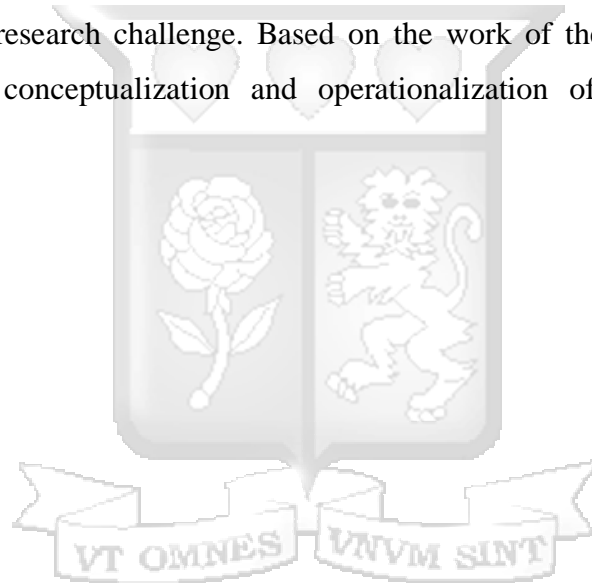 research challenge. Based on the work of the
conceptualization and operationalization of
VT OMNES VNVM SINT